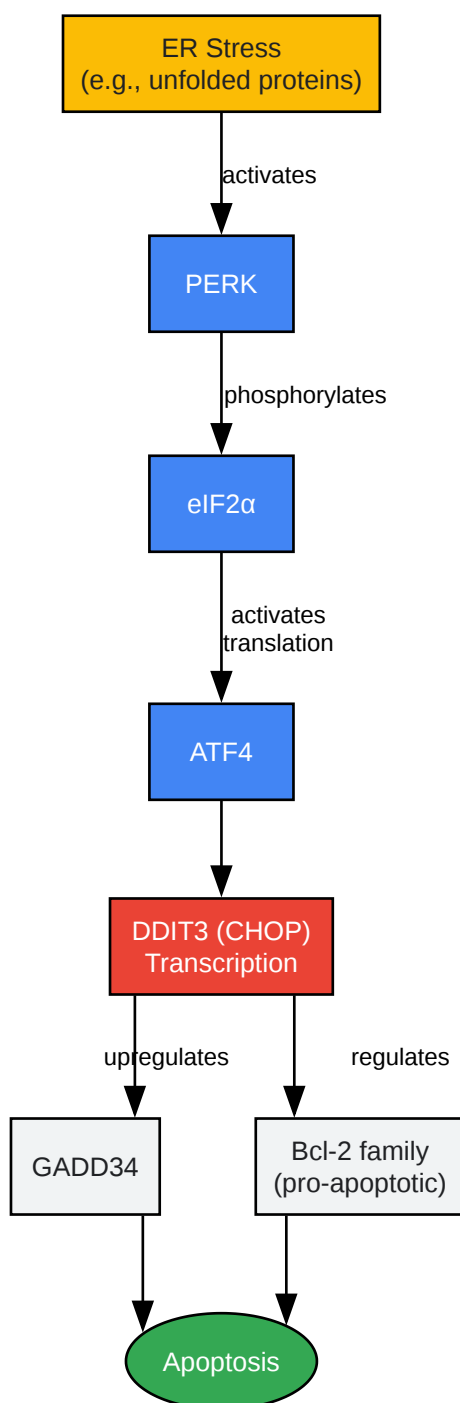 ER Stress
(e.g., unfolded proteins)
activates
PERK
phosphorylates
eIF2α
activates
translation
ATF4
DDIT3 (CHOP)
Transcription
upregulates
regulates
GADD34
Bcl-2 family
(pro-apoptotic)
Apoptosis